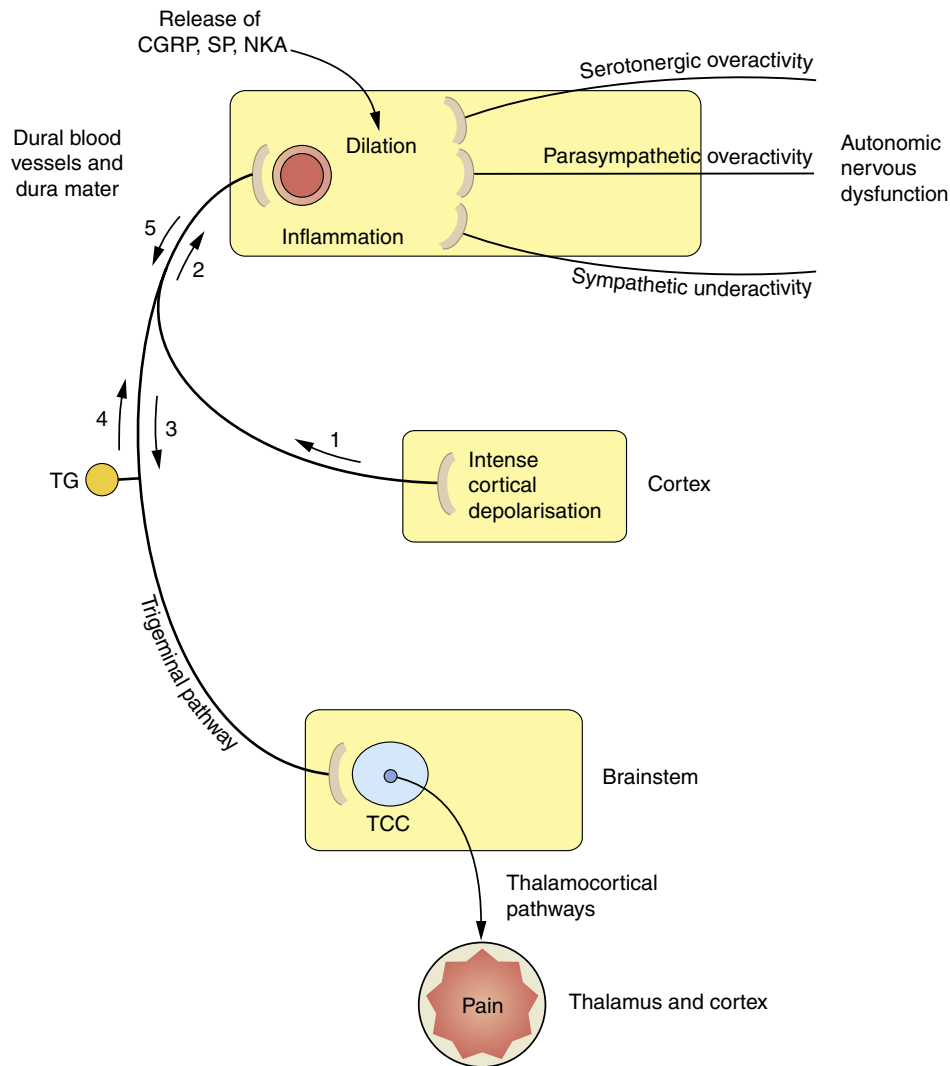 Release of
CGRP, SP, NKA
Serotonergic overactivity
Dural blood
vessels and
dura mater
Dilation
Parasympathetic overactivity
Autonomic
nervous
dysfunction
Inflammation
Sympathetic underactivity
5
2
4
3
1
TG
Intense
cortical
depolarisation
Cortex
Trigeminal pathway
Brainstem
TCC
Thalamocortical
pathways
Pain
Thalamus and cortex